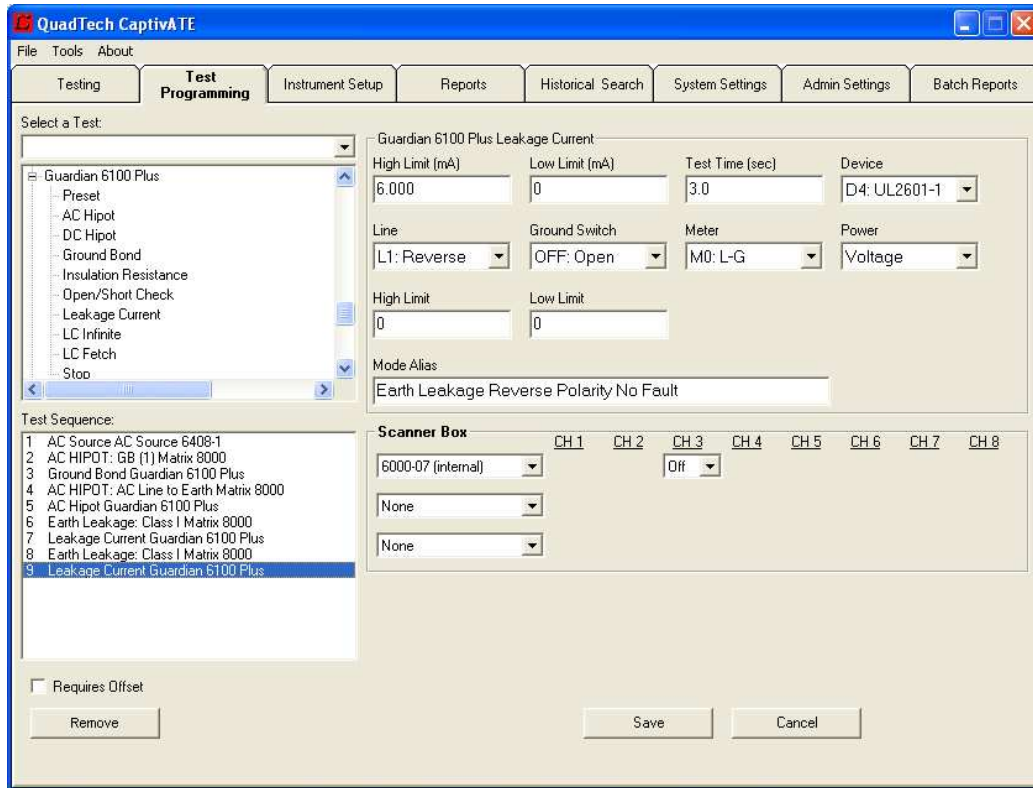 QuadTech CaptivATE
File Tools About
Testing
Test Programming
Instrument Setup
Reports
Historical Search
System Settings
Admin Settings
Batch Reports
Select a Test:
Guardian 6100 Plus
Preset
AC Hipot
DC Hipot
Ground Bond
Insulation Resistance
Open/Short Check
Leakage Current
LC Infinite
LC Fetch
Stop
Test Sequence:
1 AC Source AC Source 6408-1
2 AC HIPOT: GB (1) Matrix 8000
3 Ground Bond Guardian 6100 Plus
4 AC HIPOT: AC Line to Earth Matrix 8000
5 AC Hipot Guardian 6100 Plus
6 Earth Leakage: Class I Matrix 8000
7 Leakage Current Guardian 6100 Plus
8 Earth Leakage: Class I Matrix 8000
9 Leakage Current Guardian 6100 Plus
Requires Offset
Remove
Guardian 6100 Plus Leakage Current
High Limit (mA) Low Limit (mA) Test Time (sec) Device
6.000 0 3.0 D4: UL2601-1
Line Ground Switch Meter Power
L1: Reverse OFF: Open M0: L-G Voltage
High Limit Low Limit
0 0
Mode Alias
Earth Leakage Reverse Polarity No Fault
Scanner Box CH 1 CH 2 CH 3 CH 4 CH 5 CH 6 CH 7 CH 8
6000-07 (internal) Off
None
None
Save Cancel